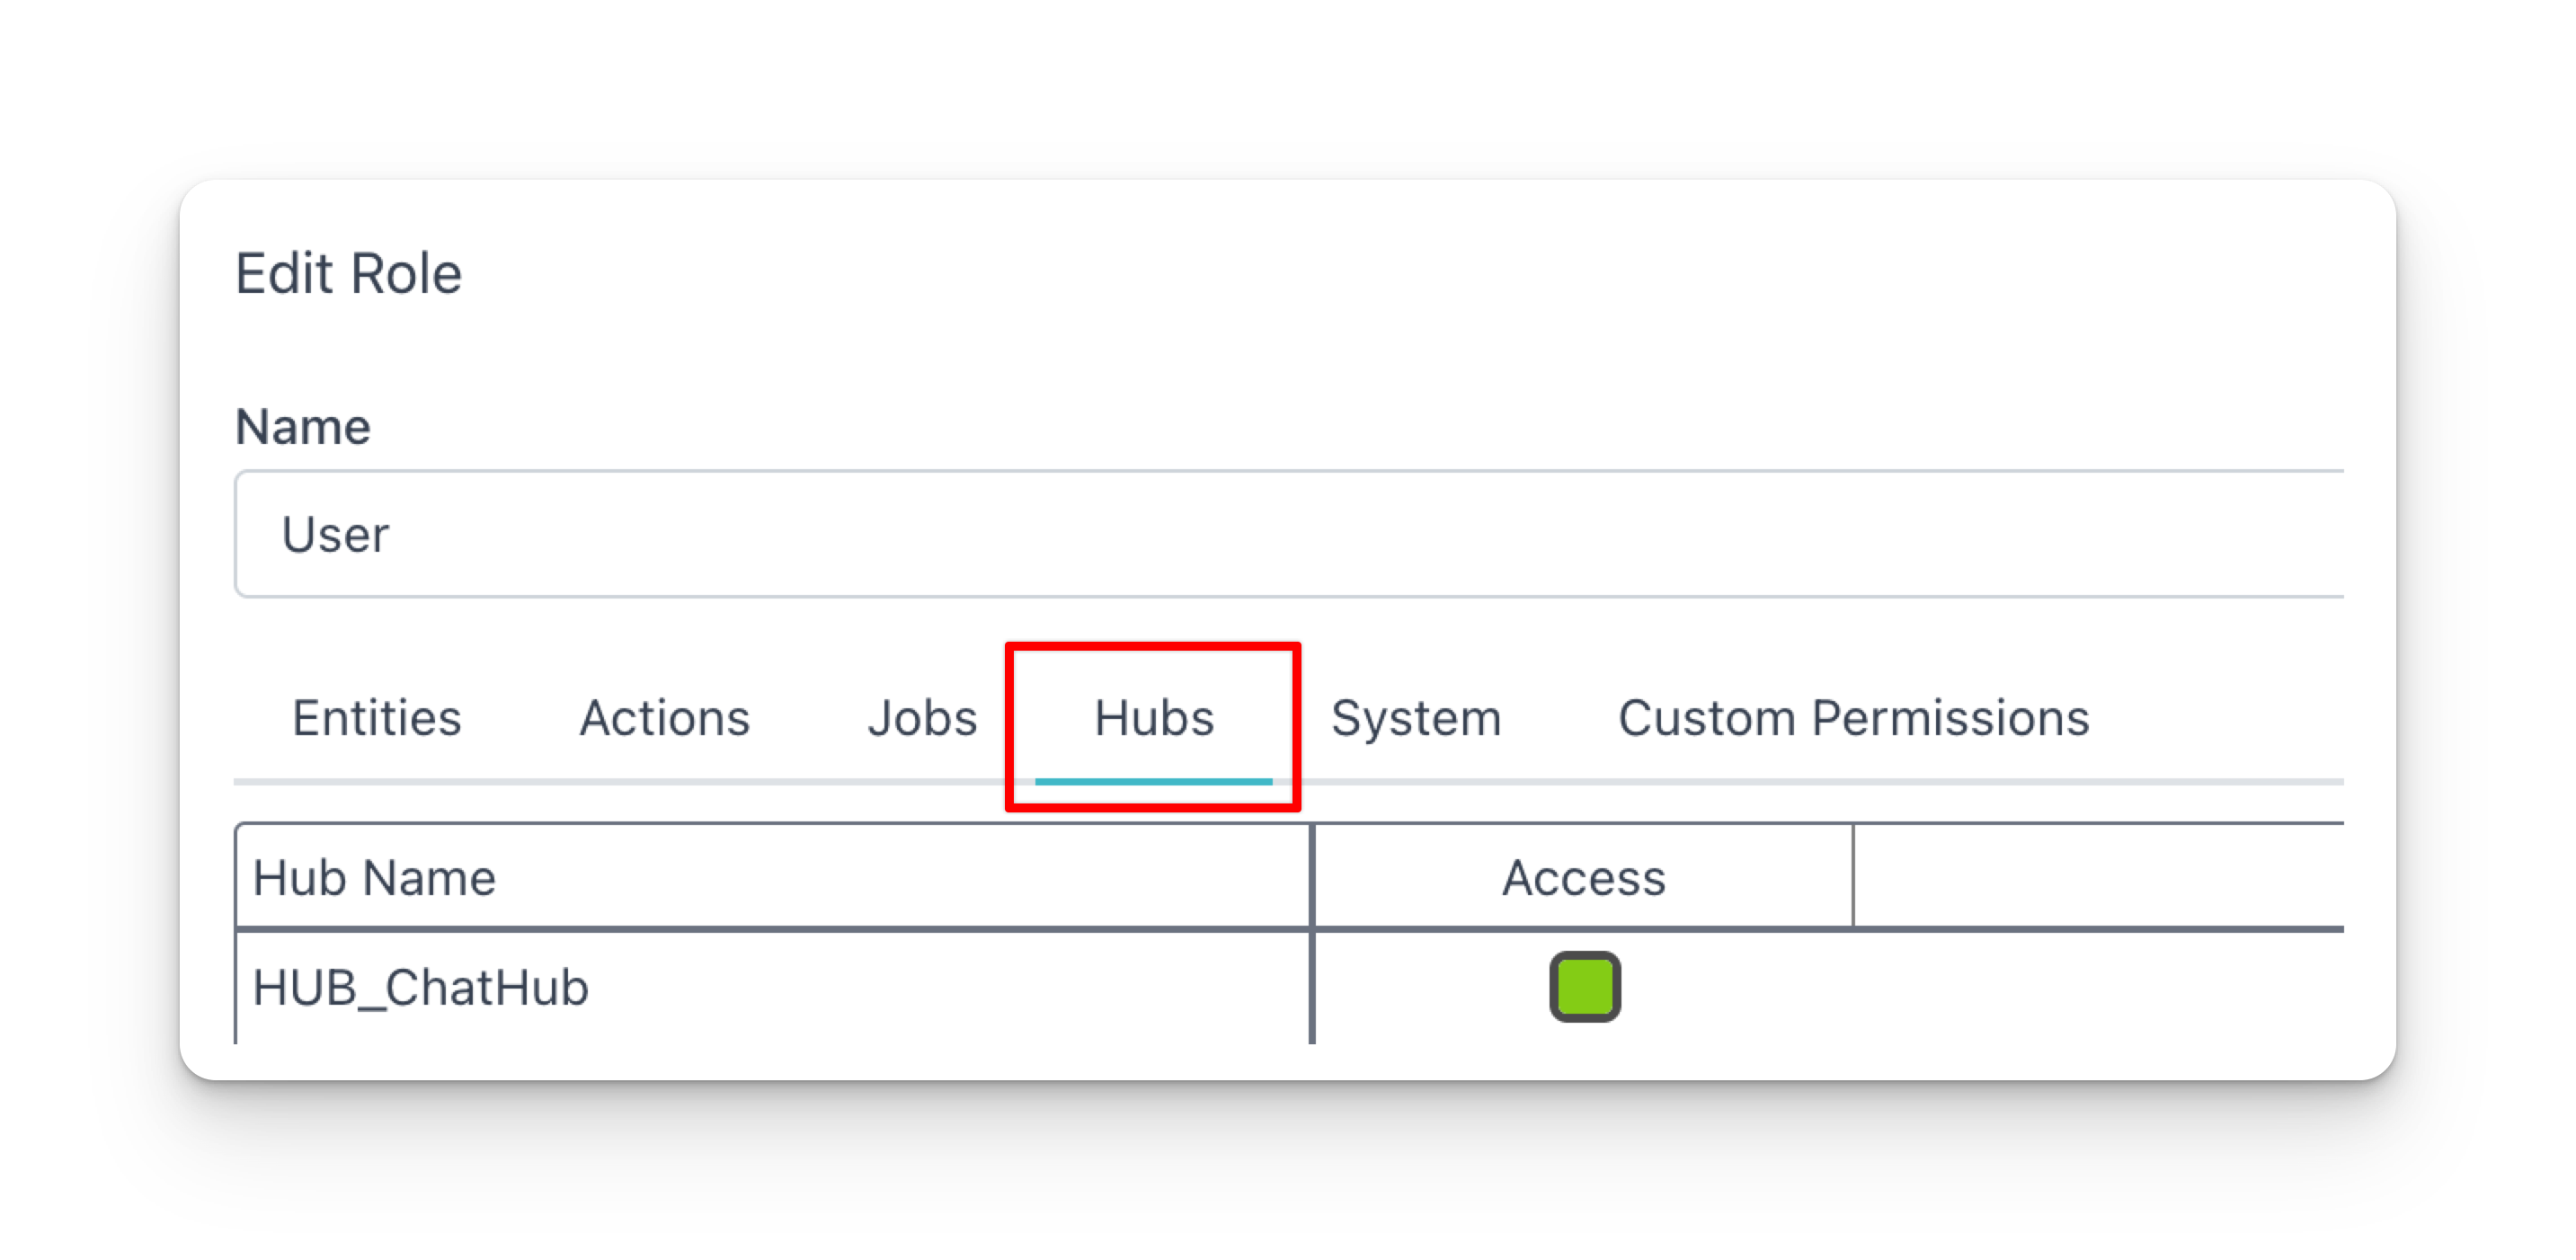 Edit Role
Name
User
Entities Actions Jobs Hubs System Custom Permissions
Hub Name Access
HUB_ChatHub